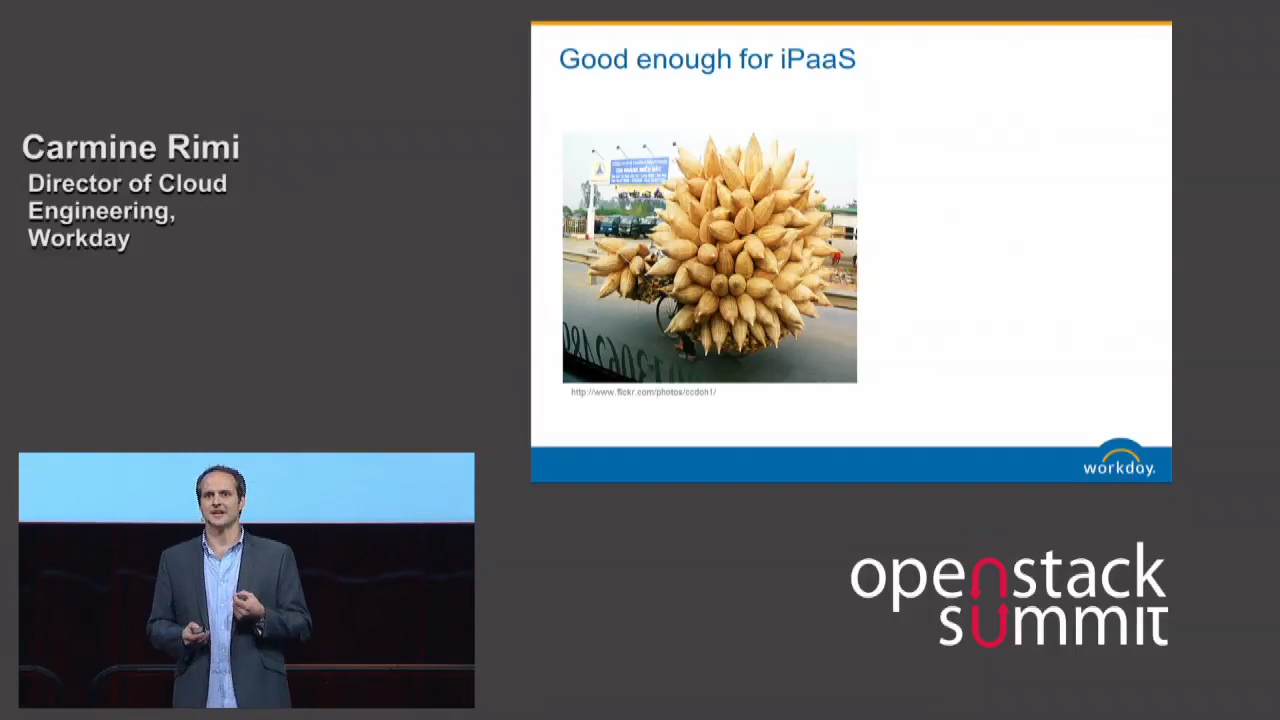 Carmine Rimi
Director of Cloud
Engineering,
Workday
Good enough for iPaaS
http://www.flickr.com/photos/ccdoh1/
workday.
openstack
summit